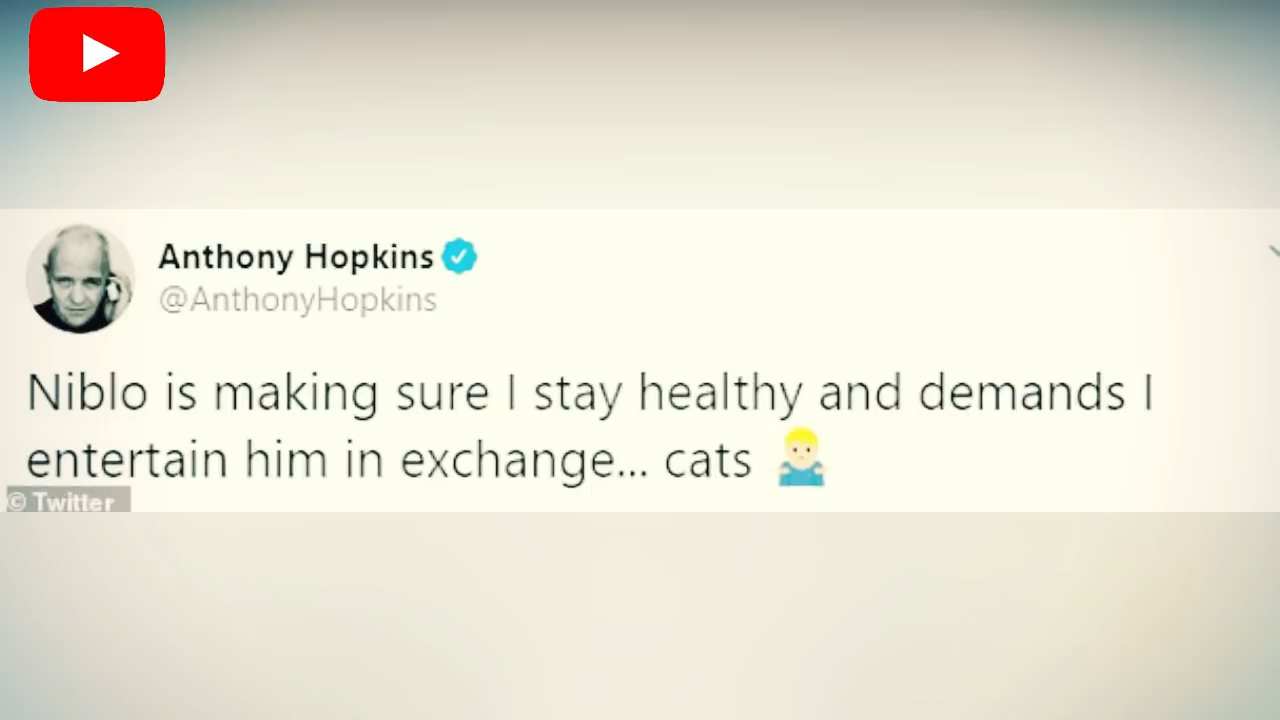 Anthony Hopkins
@AnthonyHopkins
Niblo is making sure I stay healthy and demands I
entertain him in exchange... cats
© Twitter